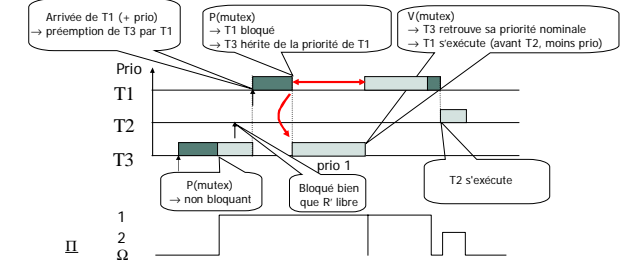 Arrivée de T1 (+ prio)
→ préemption de T3 par T1
P(mutex)
→ T1 bloqué
→ T3 hérite de la priorité de T1
V(mutex)
→ T3 retrouve sa priorité nominale
→ T1 s'exécute (avant T2, moins prio)
Prio
T1
T2
T3
prio 1
P(mutex)
→ non bloquant
Bloqué bien
que R' libre
T2 s'exécute
1
2
Π
Ω